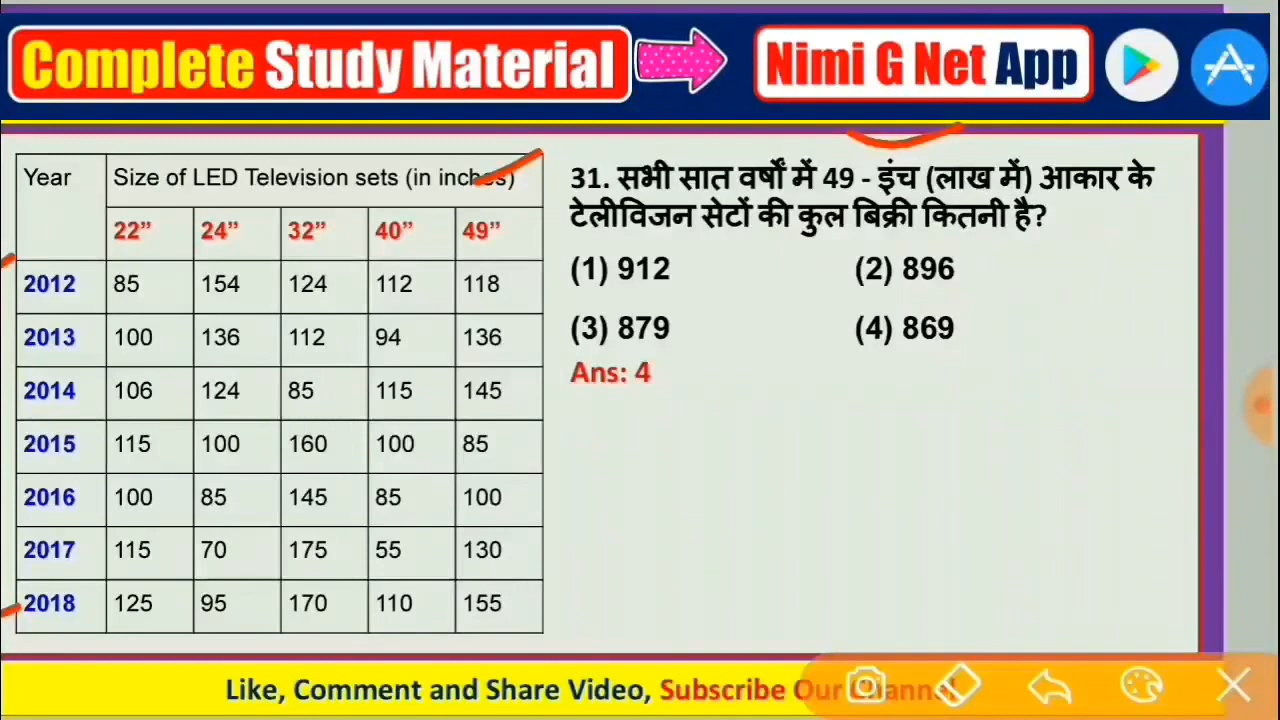 Complete Study Material
Nimi G Net App
Year Size of LED Television sets (in inches)
22” 24” 32” 40” 49”
2012 85 154 124 112 118
2013 100 136 112 94 136
2014 106 124 85 115 145
2015 115 100 160 100 85
2016 100 85 145 85 100
2017 115 70 175 55 130
2018 125 95 170 110 155
31. सभी सात वर्षों में 49 - इंच (लाख में) आकार के
टेलीविजन सेटों की कुल बिक्री कितनी है?
(1) 912 (2) 896
(3) 879 (4) 869
Ans: 4
Like, Comment and Share Video, Subscribe Our Channel